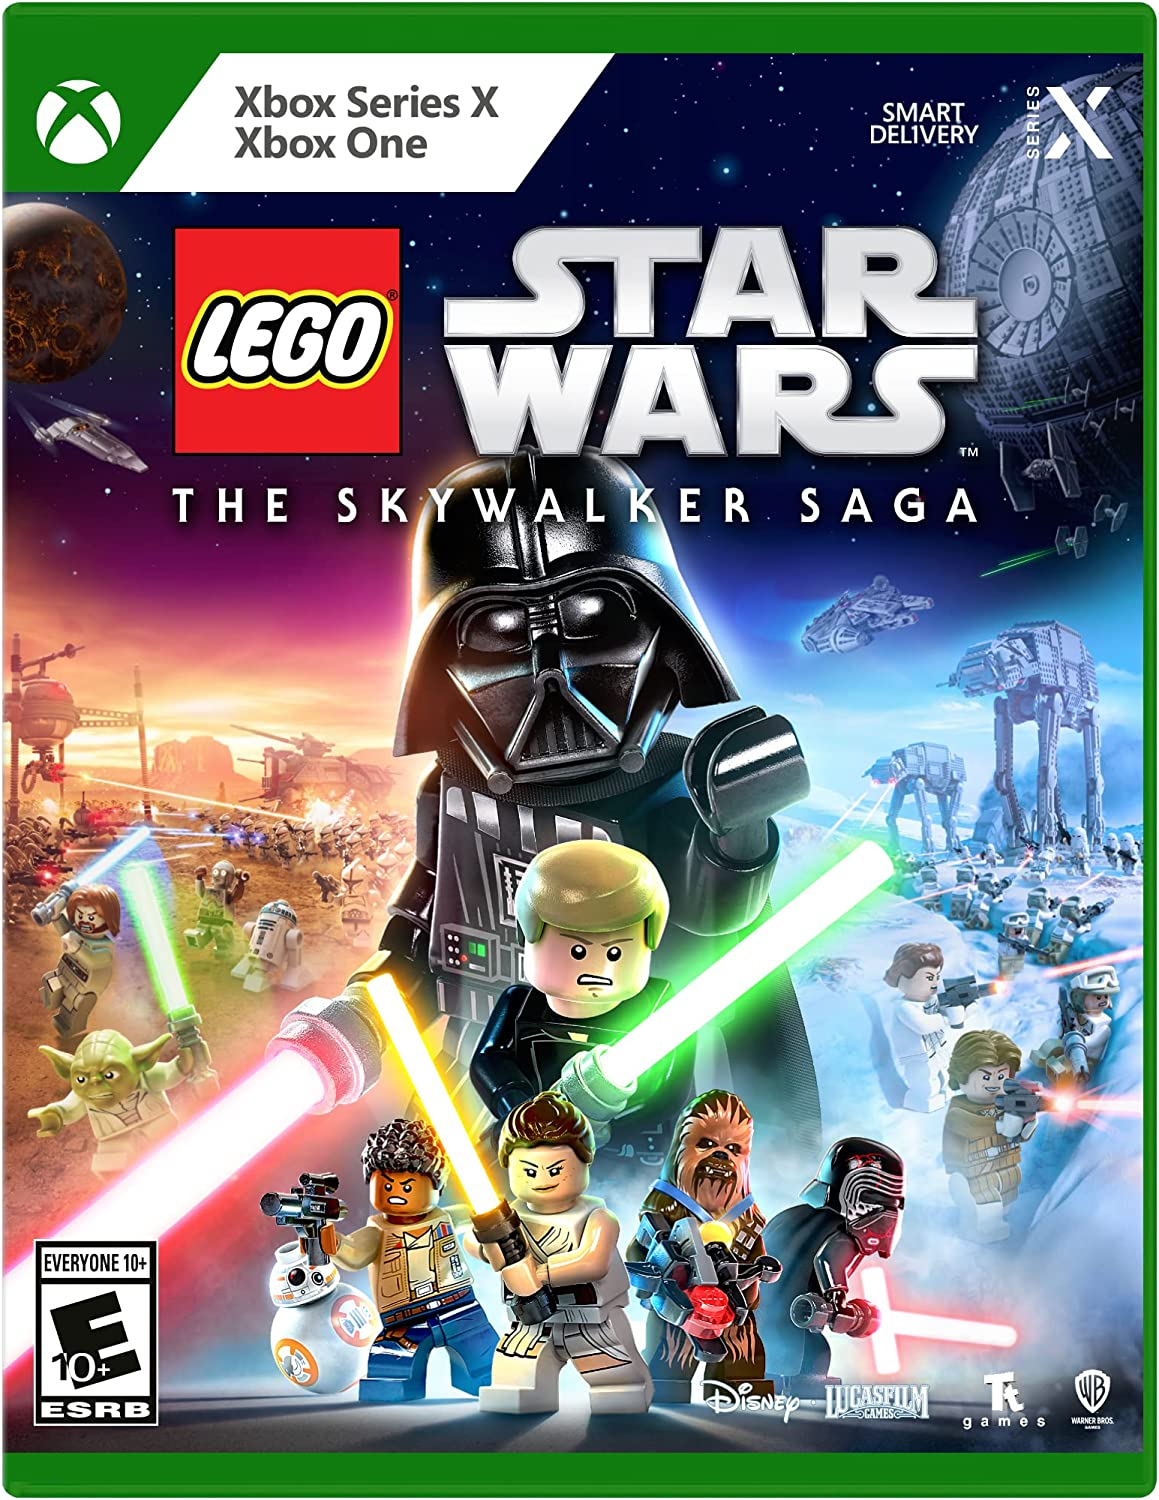 Xbox Series X
Xbox One
SMART
DELIVERY
SERIES X
LEGO®
STAR
WARS™
THE SKYWALKER SAGA
EVERYONE 10+
E
10+
ESRB
Disney · LUCASFILM
GAMES
Tt
games
WB
WARNER BROS.
GAMES